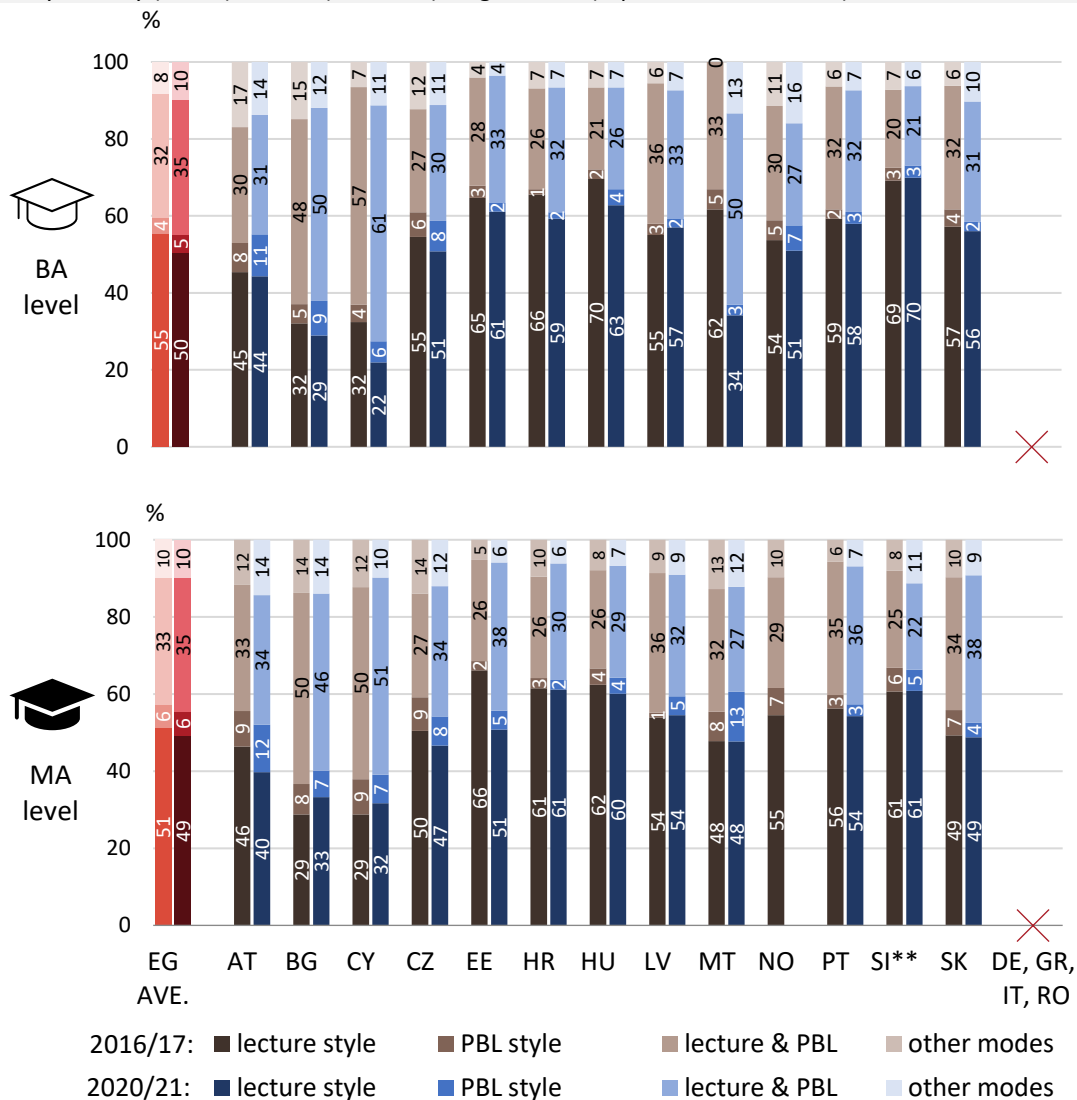 %
100
80
60
40
20
0
BA
level
8 10 17 14 15 12 7 11 12 11 4 4 7 7 7 7 6 7 0 13 11 16 6 7 7 6 6 10
32 35 30 31 48 50 57 61 27 30 28 33 26 32 21 26 36 33 33 50 30 27 32 32 20 21 32 31
4 5 8 11 5 9 4 6 6 8 3 2 1 2 2 4 3 2 5 3 5 7 2 3 3 3 4 2
55 50 45 44 32 29 32 22 55 51 65 61 66 59 70 63 55 57 62 34 54 51 59 58 69 70 57 56
%
100
80
60
40
20
0
MA
level
10 10 12 14 14 14 12 10 14 12 5 6 10 6 8 7 9 9 13 12 10 6 7 8 11 10 9
33 35 33 34 50 46 50 51 27 34 26 38 26 30 26 29 36 32 32 27 29 35 36 25 22 34 38
6 6 9 12 8 7 9 7 9 8 2 5 3 2 4 4 1 5 8 13 7 3 3 6 5 7 4
51 49 46 40 29 33 29 32 50 47 66 51 61 61 62 60 54 54 48 48 55 56 54 61 61 49 49
EG AT BG CY CZ EE HR HU LV MT NO PT SI** SK DE, GR,
AVE. IT, RO
2016/17: lecture style PBL style lecture & PBL other modes
2020/21: lecture style PBL style lecture & PBL other modes